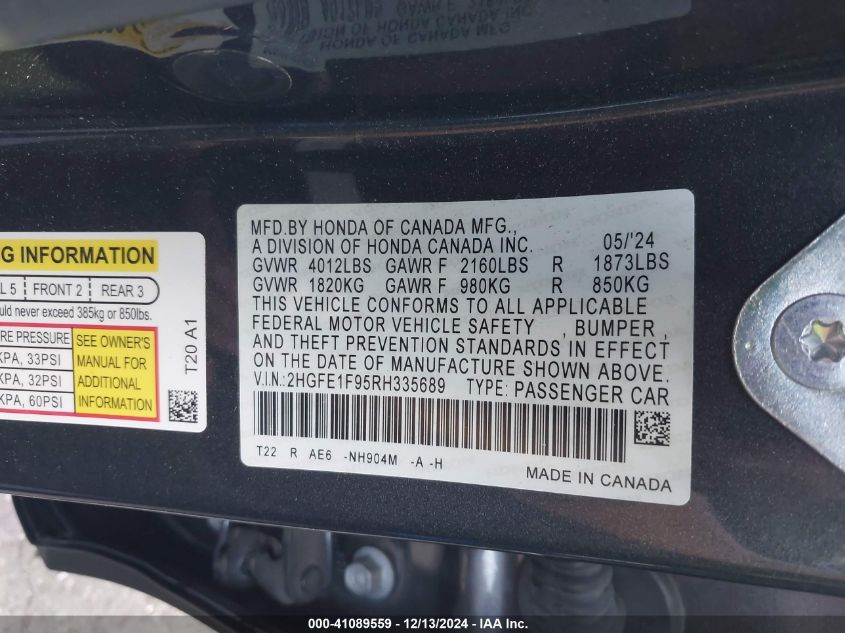 HONDA OF CANADA MFG.
MFD.BY HONDA OF CANADA MFG.,
A DIVISION OF HONDA CANADA INC. 05/'24
GVWR 4012LBS GAWR F 2160LBS R 1873LBS
GVWR 1820KG GAWR F 980KG R 850KG
THIS VEHICLE CONFORMS TO ALL APPLICABLE
FEDERAL MOTOR VEHICLE SAFETY , BUMPER ,
AND THEFT PREVENTION STANDARDS IN EFFECT
ON THE DATE OF MANUFACTURE SHOWN ABOVE.
V.I.N.: 2HGFE1F95RH335689 TYPE: PASSENGER CAR
T22 R AE6 -NH904M -A -H
MADE IN CANADA
G INFORMATION
L 5 FRONT 2 REAR 3
ould never exceed 385kg or 850lbs.
RE PRESSURE
KPA, 33PSI
KPA, 32PSI
KPA, 60PSI
SEE OWNER'S
MANUAL FOR
ADDITIONAL
INFORMATION
T20 A1
000-41089559 - 12/13/2024 - IAAI.COM